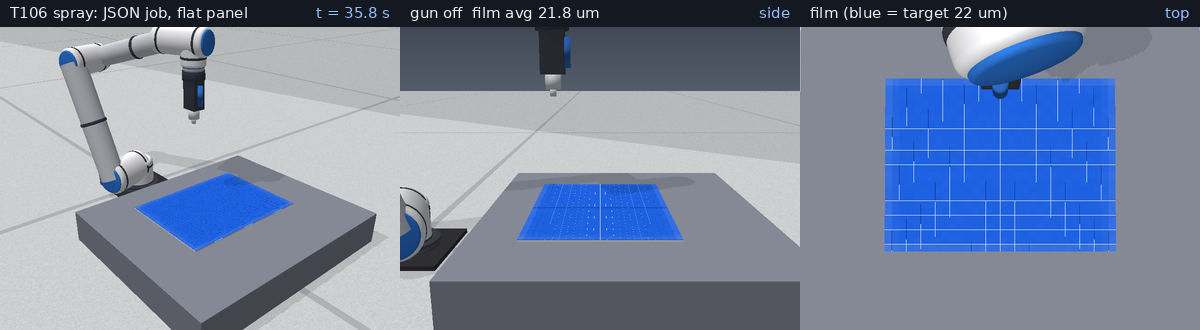 T106 spray: JSON job, flat panel t = 35.8 s
gun off film avg 21.8 um side
film (blue = target 22 um) top